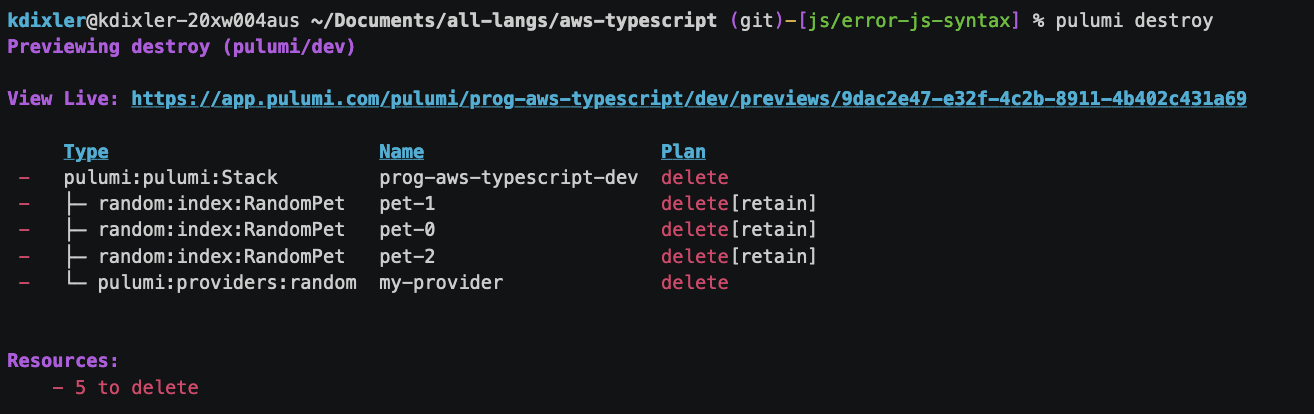 kdixler@kdixler-20xw004aus ~/Documents/all-langs/aws-typescript (git)-[js/error-js-syntax] % pulumi destroy
Previewing destroy (pulumi/dev)
View Live: https://app.pulumi.com/pulumi/prog-aws-typescript/dev/previews/9dac2e47-e32f-4c2b-8911-4b402c431a69
Type Name Plan
- pulumi:pulumi:Stack prog-aws-typescript-dev delete
- ├─ random:index:RandomPet pet-1 delete[retain]
- ├─ random:index:RandomPet pet-0 delete[retain]
- ├─ random:index:RandomPet pet-2 delete[retain]
- └─ pulumi:providers:random my-provider delete
Resources:
- 5 to delete